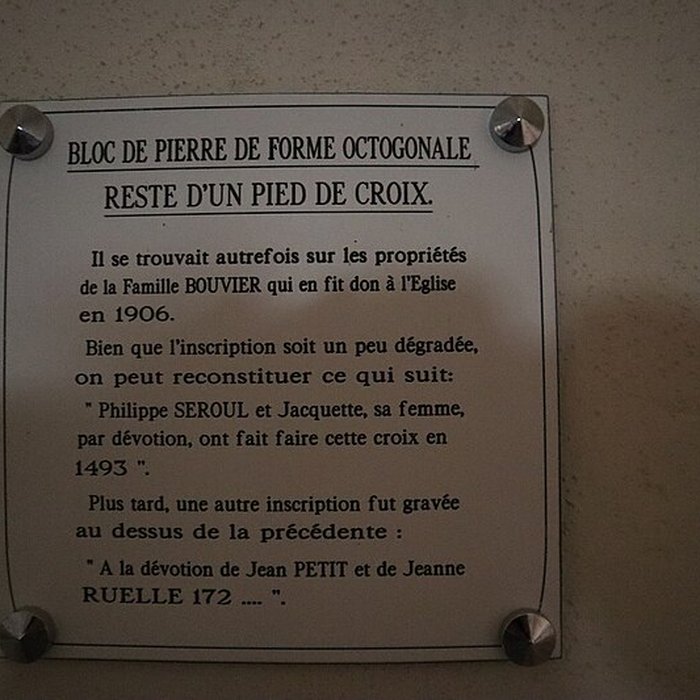 BLOC DE PIERRE DE FORME OCTOGONALE
RESTE D'UN PIED DE CROIX.
Il se trouvait autrefois sur les propriétés
de la Famille BOUVIER qui en fit don à l'Eglise
en 1906.
Bien que l'inscription soit un peu dégradée,
on peut reconstituer ce qui suit:
" Philippe SEROUL et Jacquette, sa femme,
par dévotion, ont fait faire cette croix en
1493 ".
Plus tard, une autre inscription fut gravée
au dessus de la précédente :
" A la dévotion de Jean PETIT et de Jeanne
RUELLE 172 .... ".